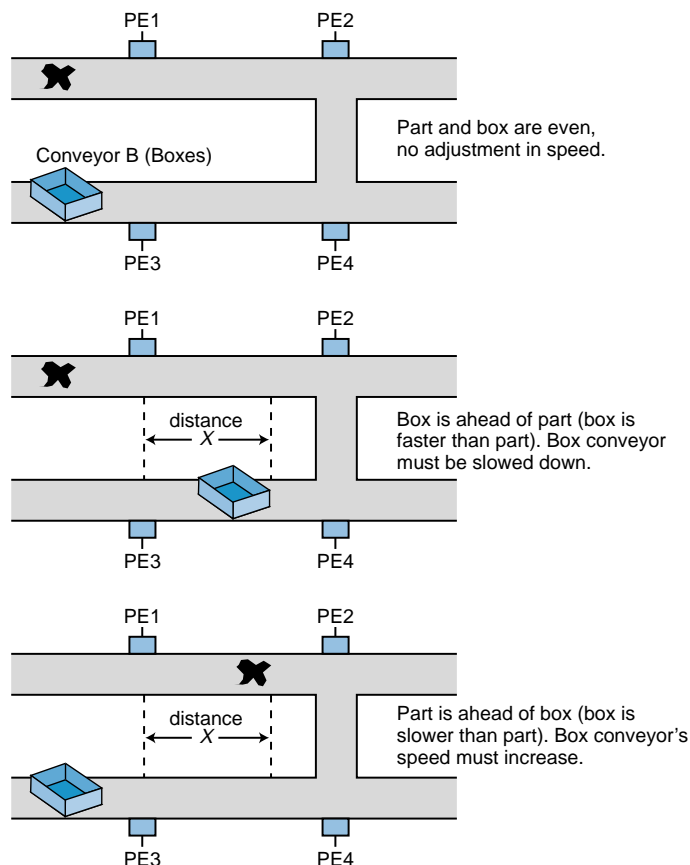 PE1 PE2
Part and box are even,
no adjustment in speed.
Conveyor B (Boxes)
PE3 PE4
PE1 PE2
distance
X
Box is ahead of part (box is
faster than part). Box conveyor
must be slowed down.
PE3 PE4
PE1 PE2
distance
X
Part is ahead of box (box is
slower than part). Box conveyor's
speed must increase.
PE3 PE4